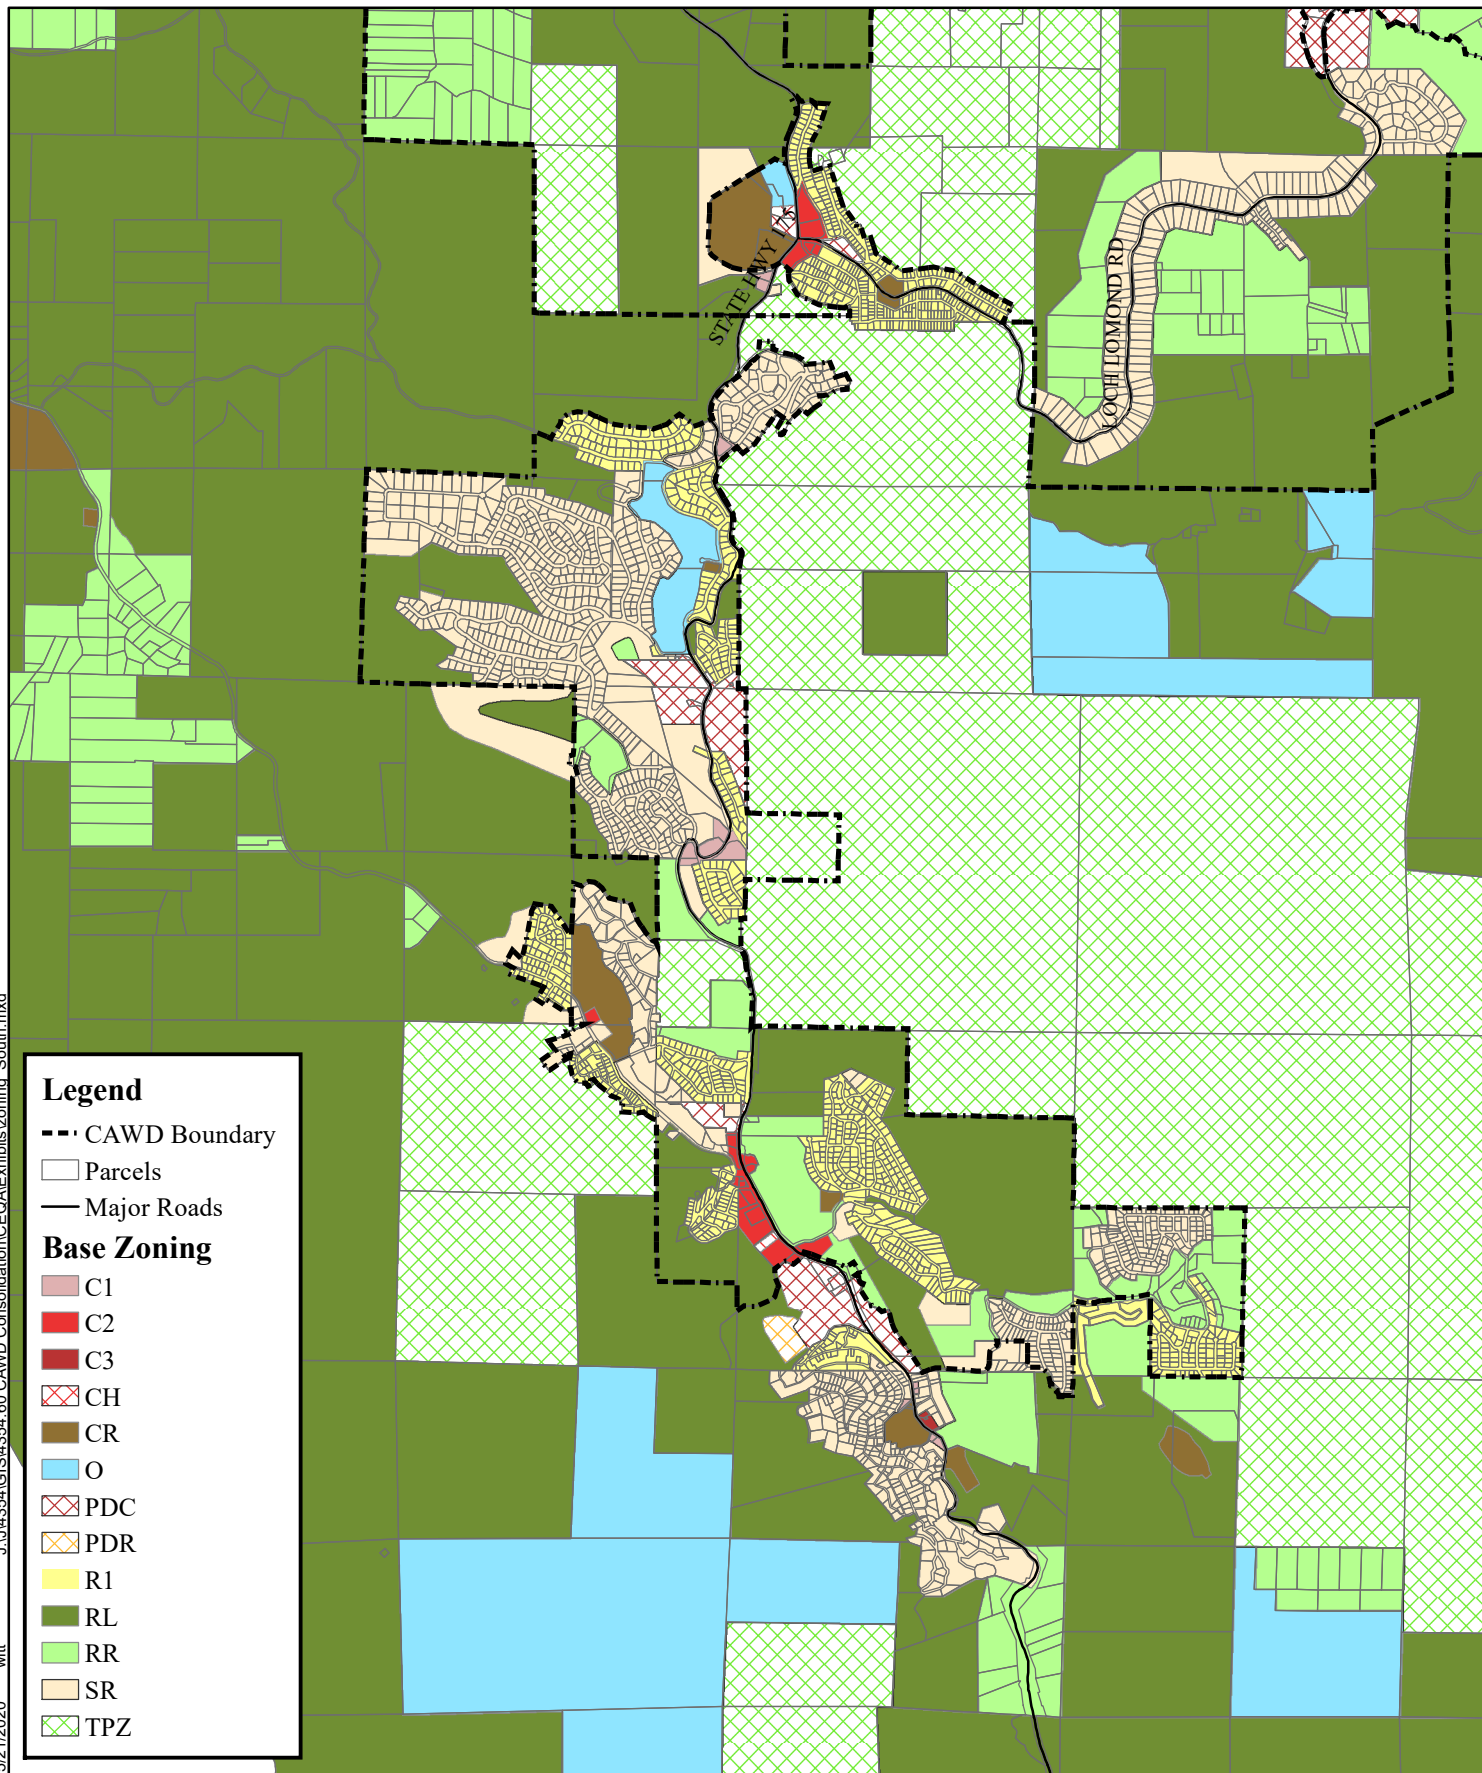 STATE HWY 175
LOCH LOMOND RD
Legend
CAWD Boundary
Parcels
Major Roads
Base Zoning
C1
C2
C3
CH
CR
O
PDC
PDR
R1
RL
RR
SR
TPZ